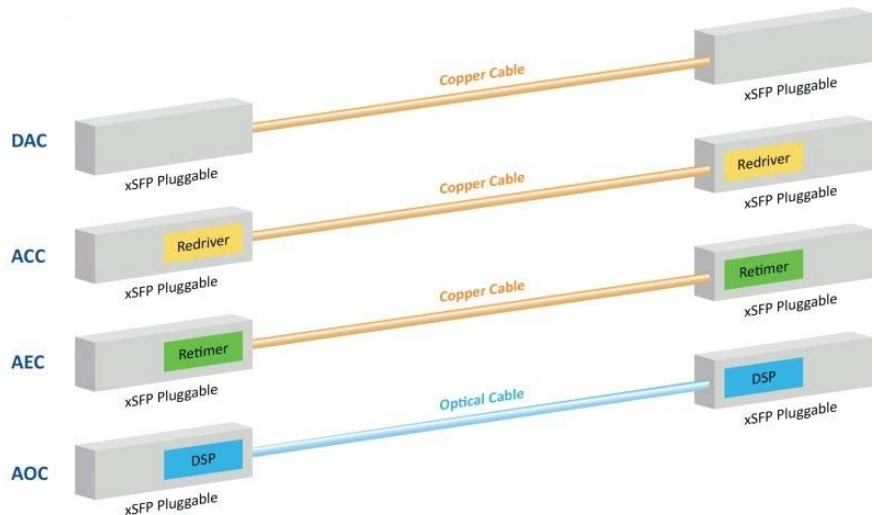 Copper Cable
xSFP Pluggable
DAC
xSFP Pluggable
Copper Cable
Redriver
xSFP Pluggable
ACC
Redriver
xSFP Pluggable
Copper Cable
Retimer
xSFP Pluggable
AEC
Retimer
xSFP Pluggable
Optical Cable
DSP
xSFP Pluggable
AOC
DSP
xSFP Pluggable